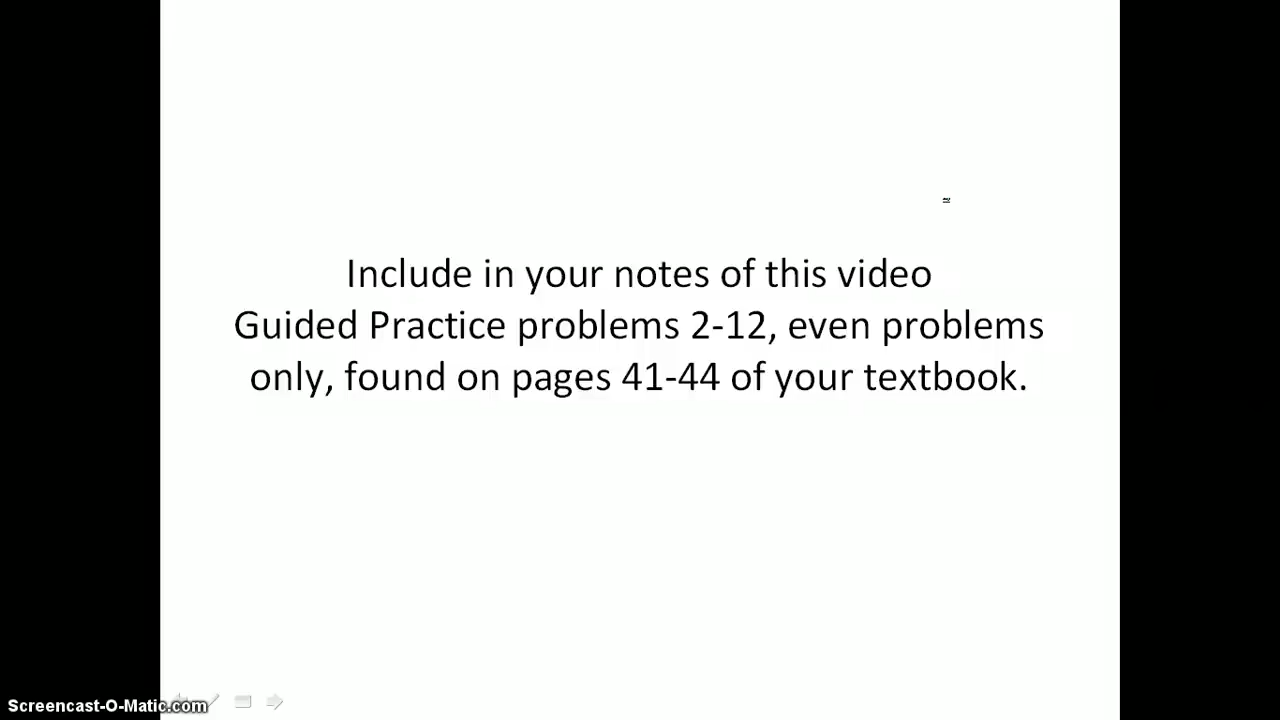 Include in your notes of this video
Guided Practice problems 2-12, even problems
only, found on pages 41-44 of your textbook.
Screencast-O-Matic.com